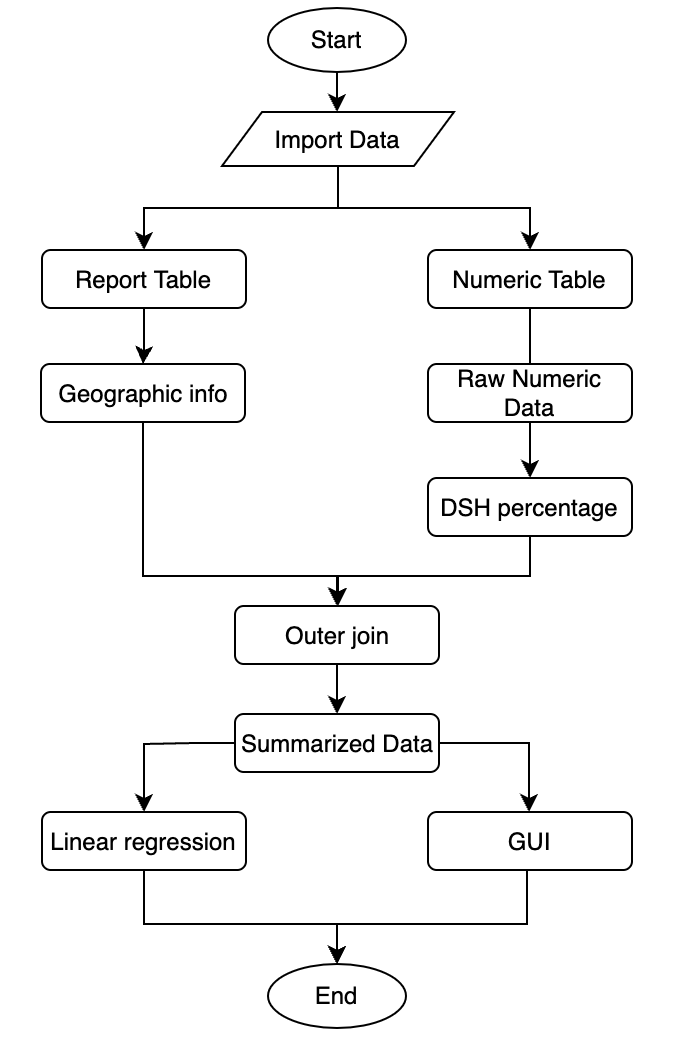 Start
Import Data
Report Table
Numeric Table
Geographic info
Raw Numeric
Data
DSH percentage
Outer join
Summarized Data
Linear regression
GUI
End